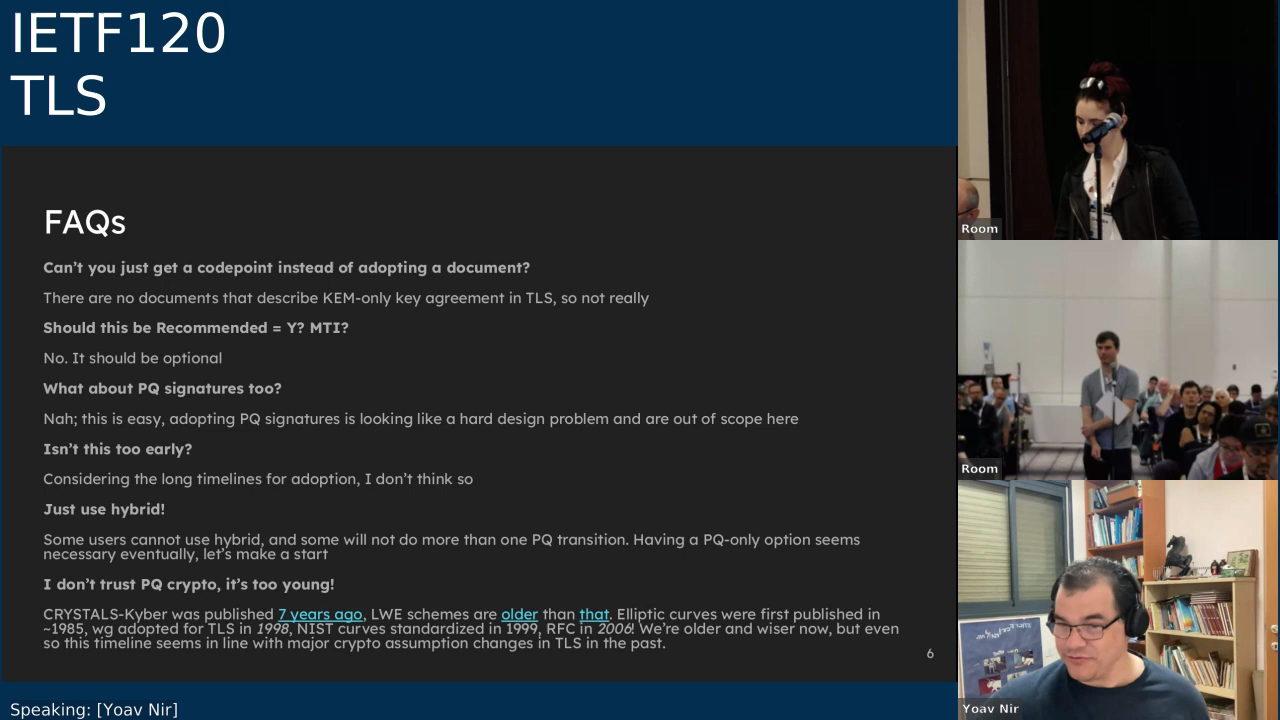 IETF120
TLS
FAQs
Can't you just get a codepoint instead of adopting a document?
There are no documents that describe KEM-only key agreement in TLS, so not really
Should this be Recommended = Y? MTI?
No. It should be optional
What about PQ signatures too?
Nah; this is easy, adopting PQ signatures is looking like a hard design problem and are out of scope here
Isn't this too early?
Considering the long timelines for adoption, I don't think so
Just use hybrid!
Some users cannot use hybrid, and some will not do more than one PQ transition. Having a PQ-only option seems
necessary eventually, let's make a start
I don't trust PQ crypto, it's too young!
CRYSTALS-Kyber was published 7 years ago, LWE schemes are older than that. Elliptic curves were first published in
~1985, wg adopted for TLS in 1998, NIST curves standardized in 1999, RFC in 2006! We're older and wiser now, but even
so this timeline seems in line with major crypto assumption changes in TLS in the past.
6
Speaking: [Yoav Nir]
Room
Room
Yoav Nir